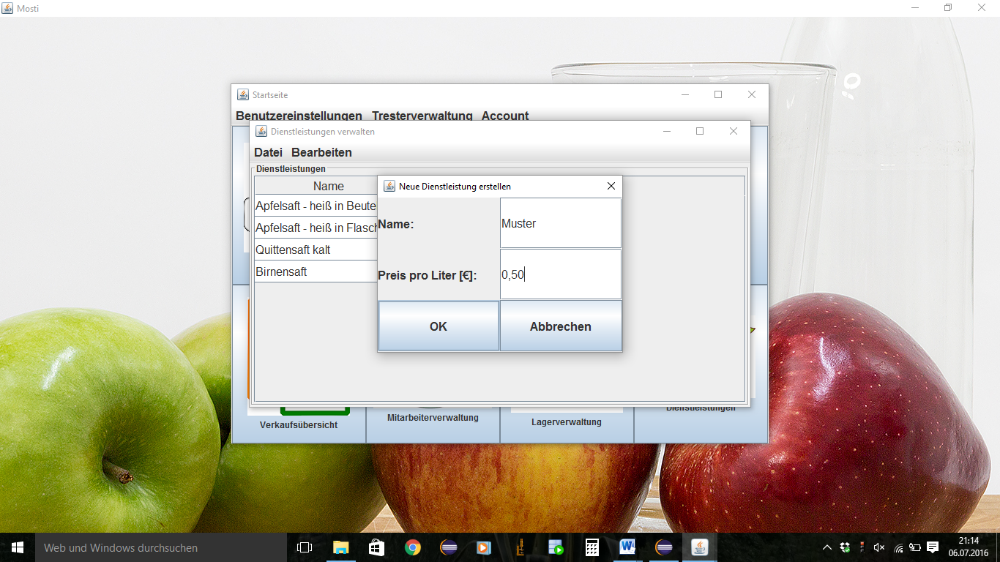 Mosti
Startseite
Benutzereinstellungen Tresterverwaltung Account
Dienstleistungen verwalten
Datei Bearbeiten
Dienstleistungen
Name
Apfelsaft - heiß in Beute
Apfelsaft - heiß in Flasch
Quittensaft kalt
Birnensaft
Neue Dienstleistung erstellen
Name: Muster
Preis pro Liter [€]: 0,50
OK Abbrechen
Verkaufsübersicht
Mitarbeiterverwaltung
Lagerverwaltung
Dienstleistungen
Web und Windows durchsuchen
21:14
06.07.2016